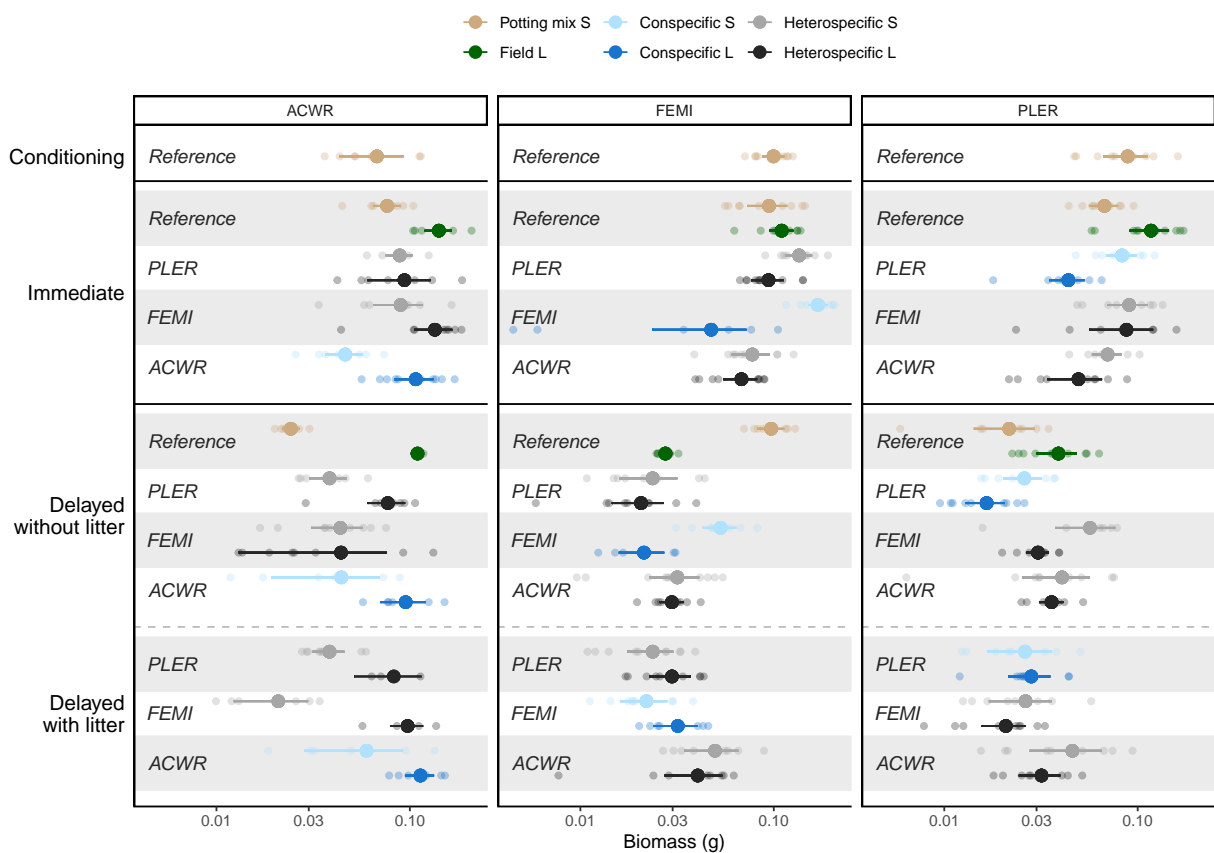 Potting mix S Conspecific S Heterospecific S
Field L Conspecific L Heterospecific L
ACWR FEMI PLER
Conditioning Reference Reference Reference
Immediate
Reference Reference Reference
PLER PLER PLER
FEMI FEMI FEMI
ACWR ACWR ACWR
Delayed
without litter
Reference Reference Reference
PLER PLER PLER
FEMI FEMI FEMI
ACWR ACWR ACWR
Delayed
with litter
PLER PLER PLER
FEMI FEMI FEMI
ACWR ACWR ACWR
0.01 0.03 0.10 0.01 0.03 0.10 0.01 0.03 0.10
Biomass (g)